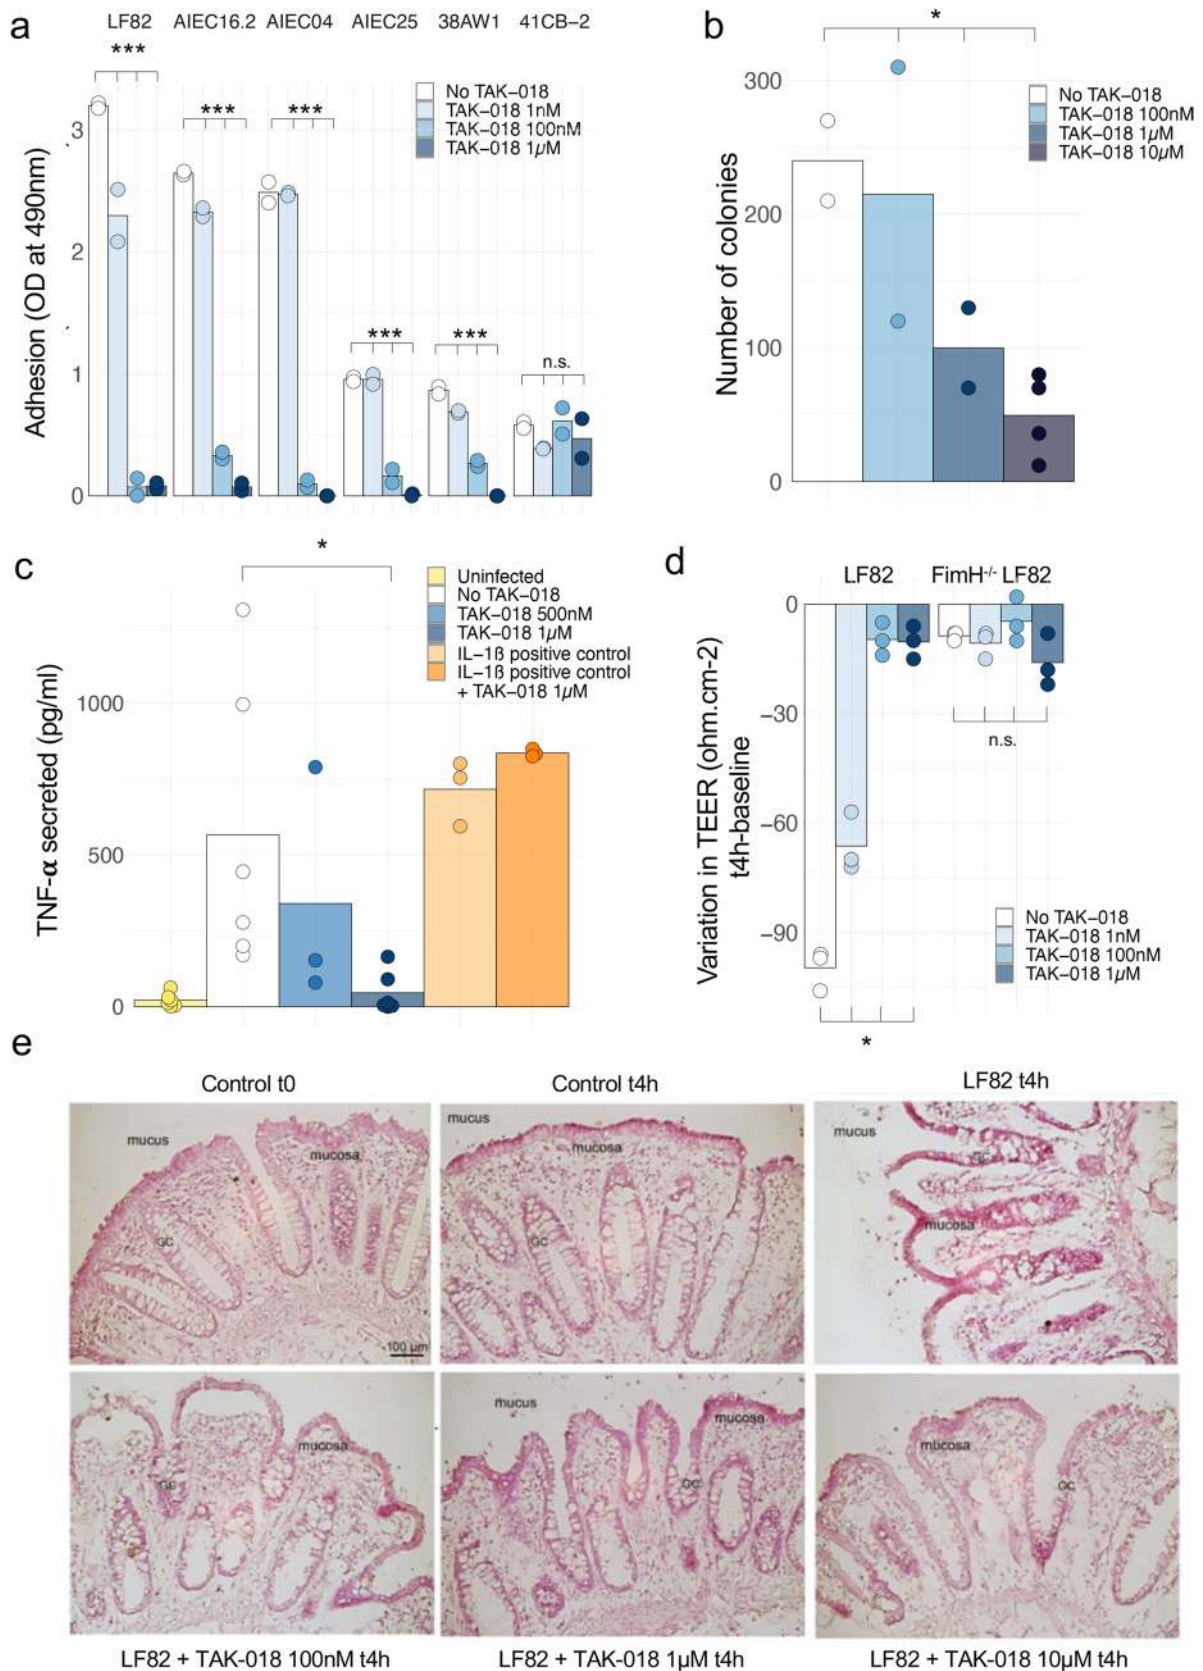 a
LF82 AIEC16.2 AIEC04 AIEC25 38AW1 41CB-2
***
***
***
***
***
n.s.
No TAK-018
TAK-018 1nM
TAK-018 100nM
TAK-018 1µM
Adhesion (OD at 490nm)
3
2
1
0
b
*
No TAK-018
TAK-018 100nM
TAK-018 1µM
TAK-018 10µM
Number of colonies
300
200
100
0
c
*
Uninfected
No TAK-018
TAK-018 500nM
TAK-018 1µM
IL-1ß positive control
IL-1ß positive control
+ TAK-018 1µM
TNF-α secreted (pg/ml)
1000
500
0
d
LF82 FimH-/- LF82
Variation in TEER (ohm.cm-2)
t4h-baseline
0
-30
-60
-90
n.s.
No TAK-018
TAK-018 1nM
TAK-018 100nM
TAK-018 1µM
*
e
Control t0
mucus
mucosa
GC
100 µm
Control t4h
mucus
mucosa
GC
LF82 t4h
mucus
GC
mucosa
mucosa
GC
LF82 + TAK-018 100nM t4h
mucus
mucosa
GC
LF82 + TAK-018 1µM t4h
mucosa
GC
LF82 + TAK-018 10µM t4h